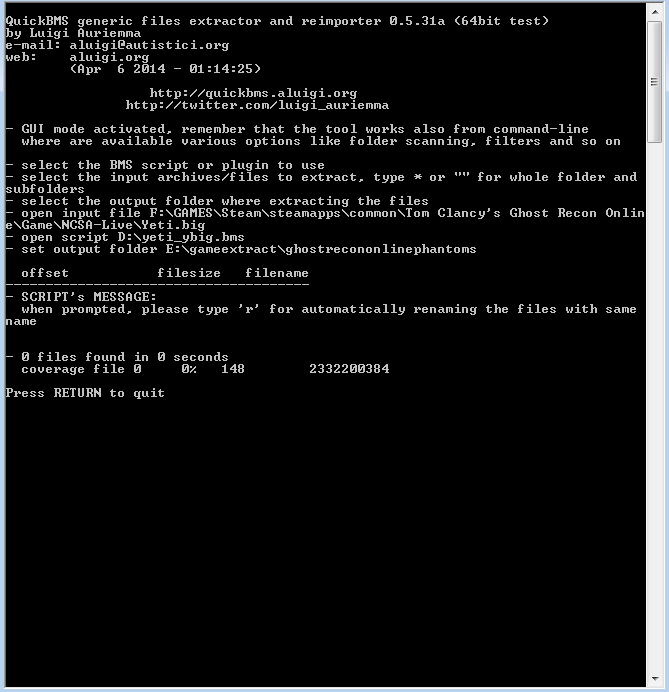 QuickBMS generic files extractor and reimporter 0.5.31a (64bit test)
by Luigi Auriemma
e-mail: aluigi@autistici.org
web:    aluigi.org
        (Apr  6 2014 - 01:14:25)
http://quickbms.aluigi.org
http://twitter.com/luigi_auriemma
- GUI mode activated, remember that the tool works also from command-line
  where are available various options like folder scanning, filters and so on
- select the BMS script or plugin to use
- select the input archives/files to extract, type * or "" for whole folder and
subfolders
- select the output folder where extracting the files
- open input file F:\GAMES\Steam\steamapps\common\Tom Clancy's Ghost Recon Onlin
e\Game\NCSA-Live\Yeti.big
- open script D:\yeti_ybig.bms
- set output folder E:\gameextract\ghostrecononlinephantoms
  offset           filesize   filename
--------------------------------------
- SCRIPT's MESSAGE:
  when prompted, please type 'r' for automatically renaming the files with same
name
- 0 files found in 0 seconds
  coverage file 0     0%   148        2332200384
Press RETURN to quit